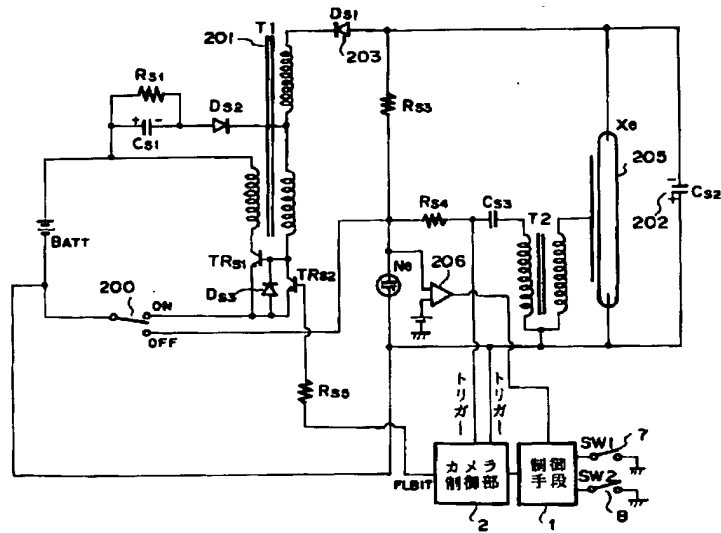 T1
201
DS1
203
RS1
DS2
CS1
+
-
RS3
Xe
205
CS2
-
+
202
BATT
RS4
CS3
T2
TRS1
TRS2
DS3
Ne
206
200
ON
OFF
RS5
トリガー
トリガー
FLBIT
カメラ
制御部
2
制御
手段
1
SW1
7
SW2
8